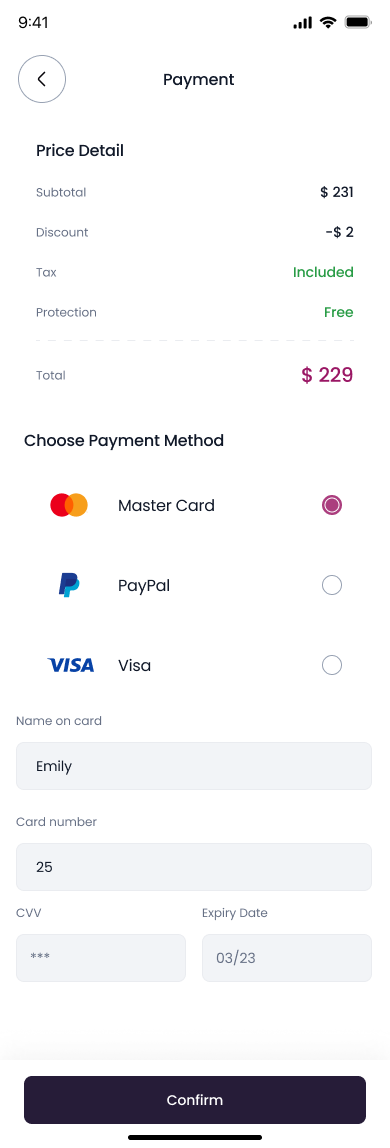 9:41
Payment
Price Detail
Subtotal $ 231
Discount -$ 2
Tax Included
Protection Free
Total $ 229
Choose Payment Method
Master Card
PayPal
VISA Visa
Name on card
Emily
Card number
25
CVV Expiry Date
*** 03/23
Confirm